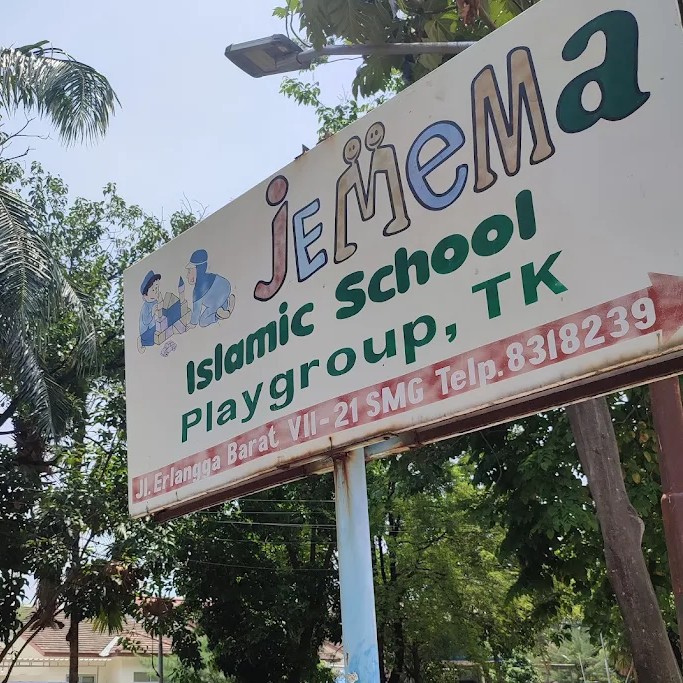 jEMeMa
Islamic School
Playgroup, TK
Jl. Erlangga Barat VII-21 SMG Telp. 8318239